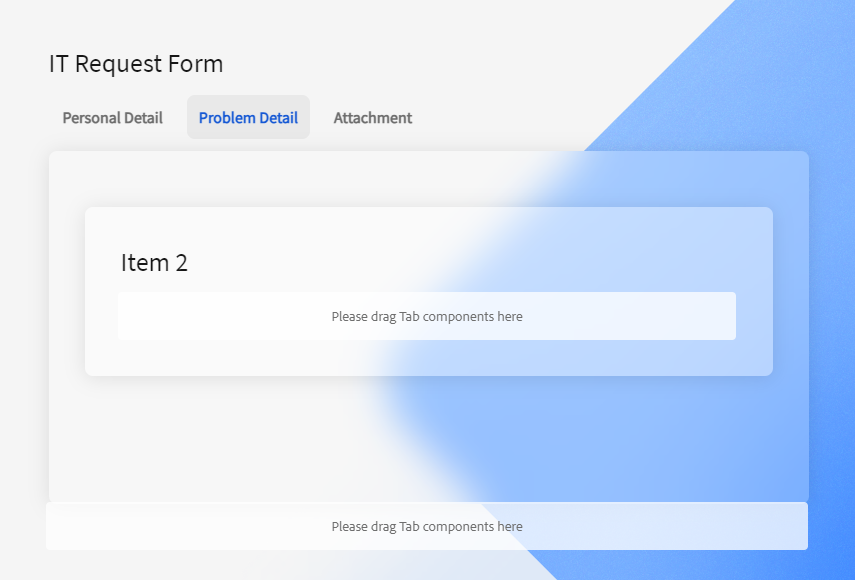 IT Request Form
Personal Detail Problem Detail Attachment
Item 2
Please drag Tab components here
Please drag Tab components here